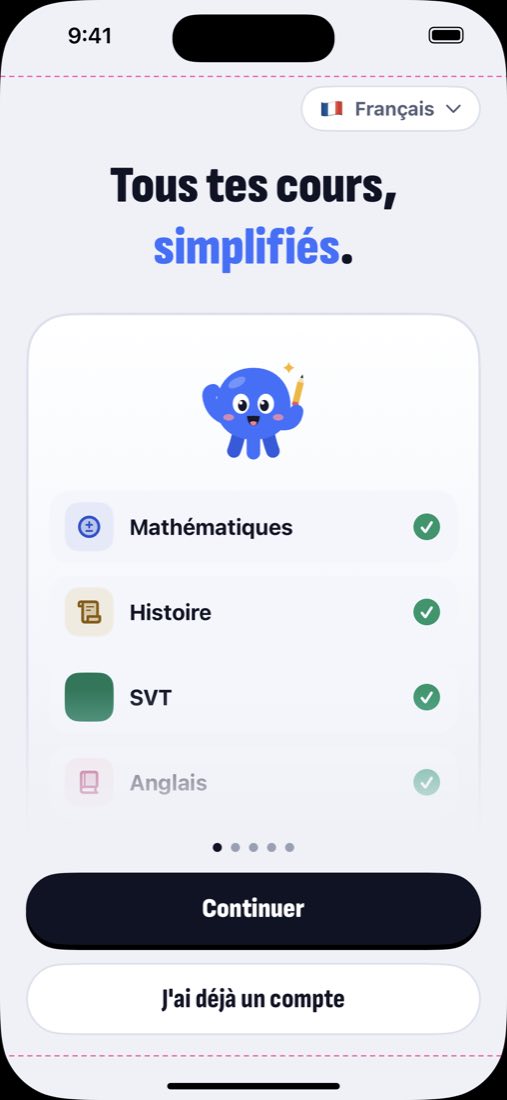 9:41
Français
Tous tes cours,
simplifiés.
Mathématiques
Histoire
SVT
Anglais
Continuer
J'ai déjà un compte